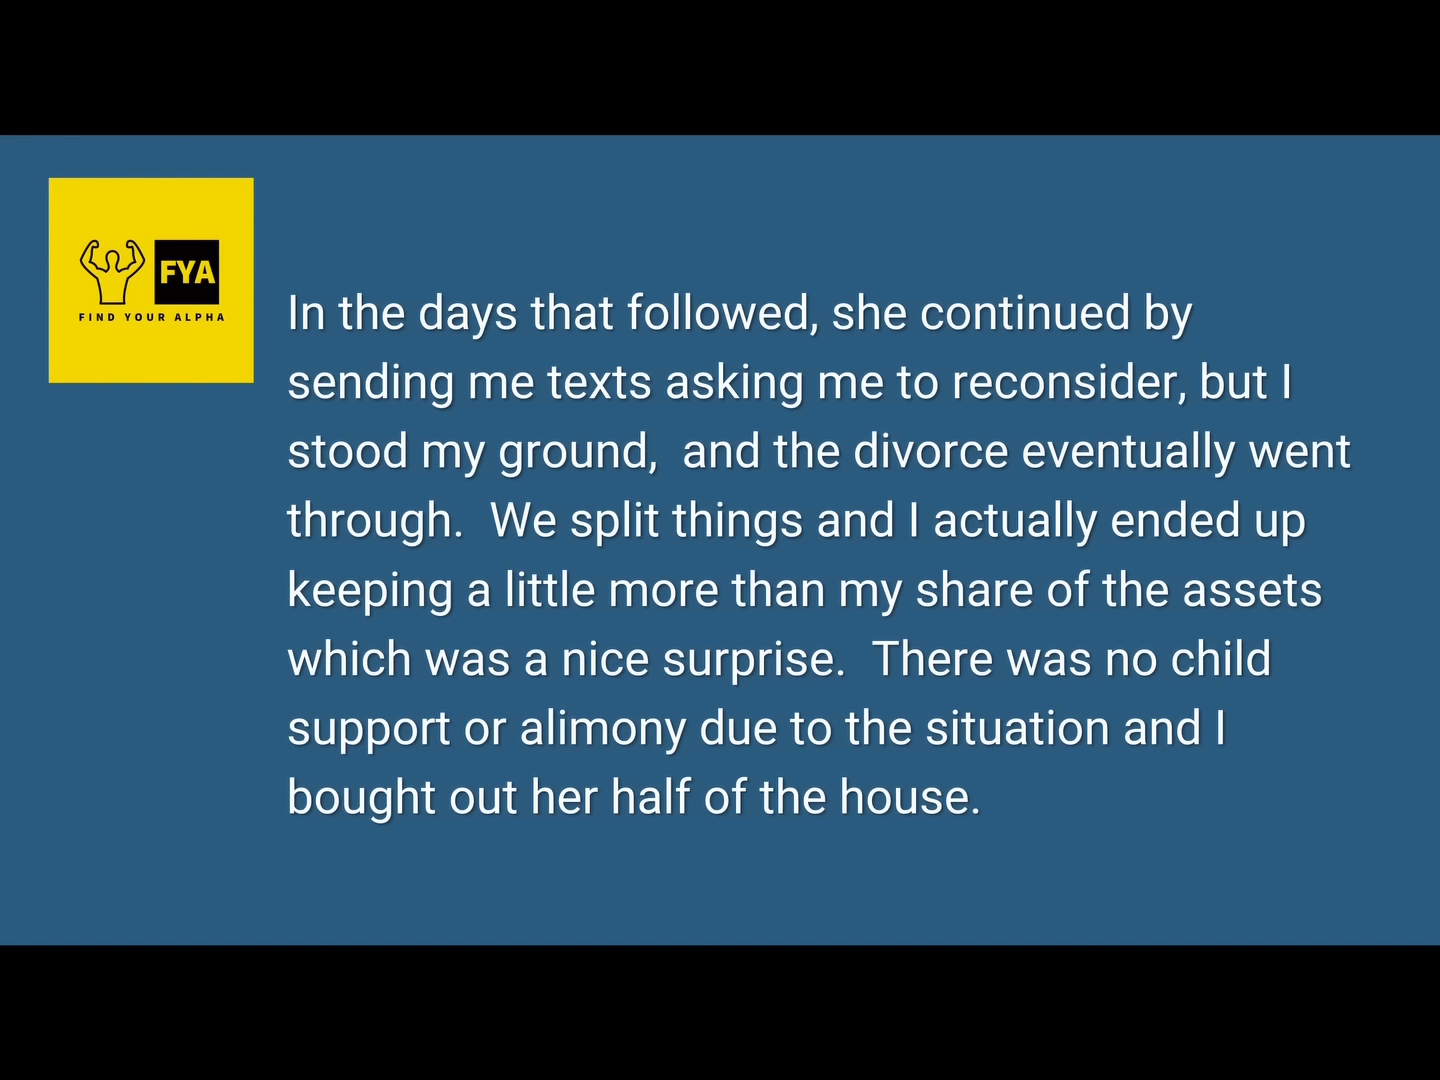 FYA
FIND YOUR ALPHA
In the days that followed, she continued by
sending me texts asking me to reconsider, but I
stood my ground,  and the divorce eventually went
through.  We split things and I actually ended up
keeping a little more than my share of the assets
which was a nice surprise.  There was no child
support or alimony due to the situation and I
bought out her half of the house.